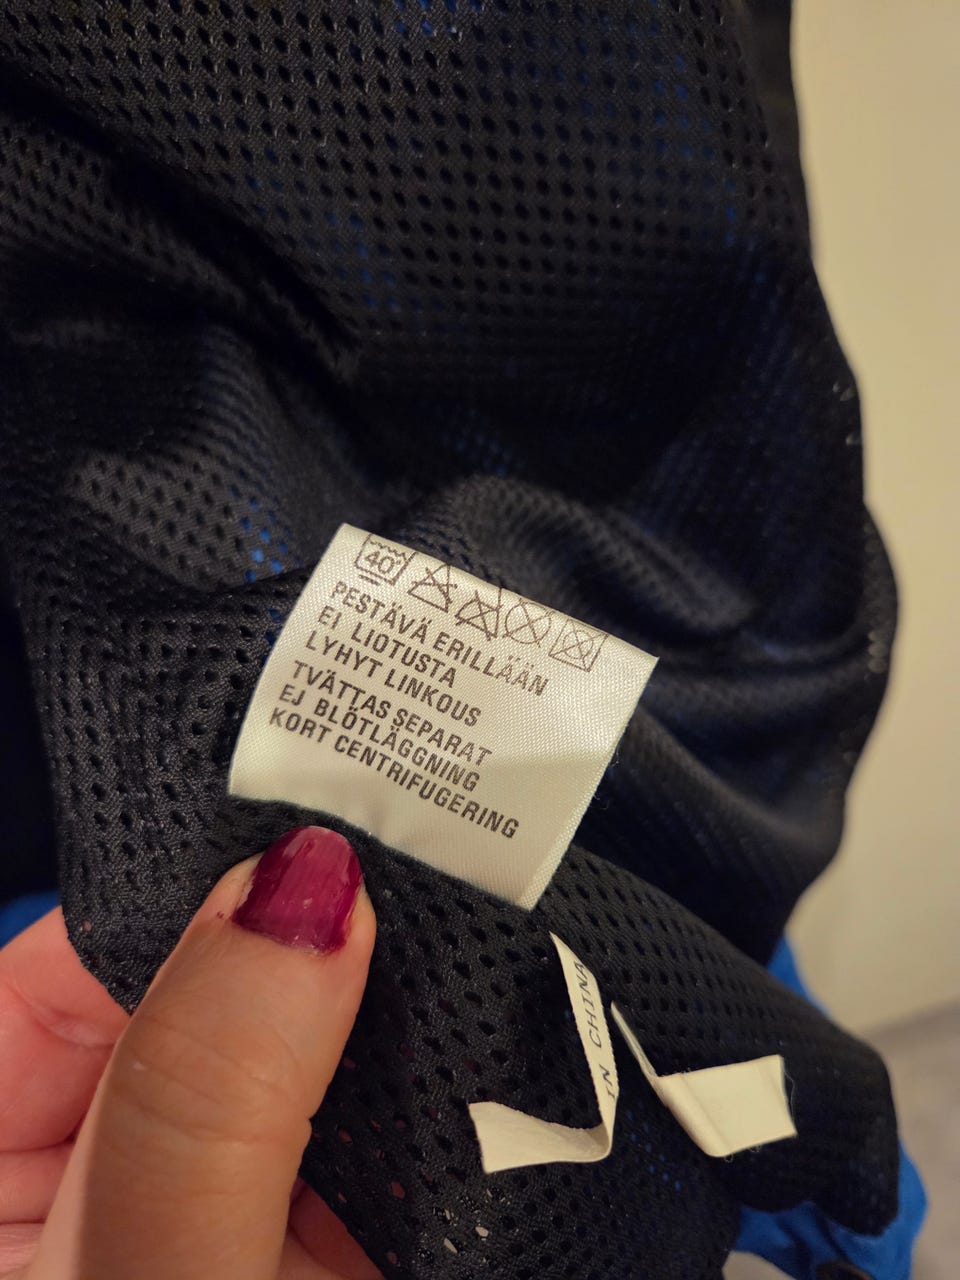 40°
PESTÄVÄ ERILLÄÄN
EI LIOTUSTA
LYHYT LINKOUS
TVÄTTAS SEPARAT
EJ BLÖTLÄGGNING
KORT CENTRIFUGERING
IN CHINA